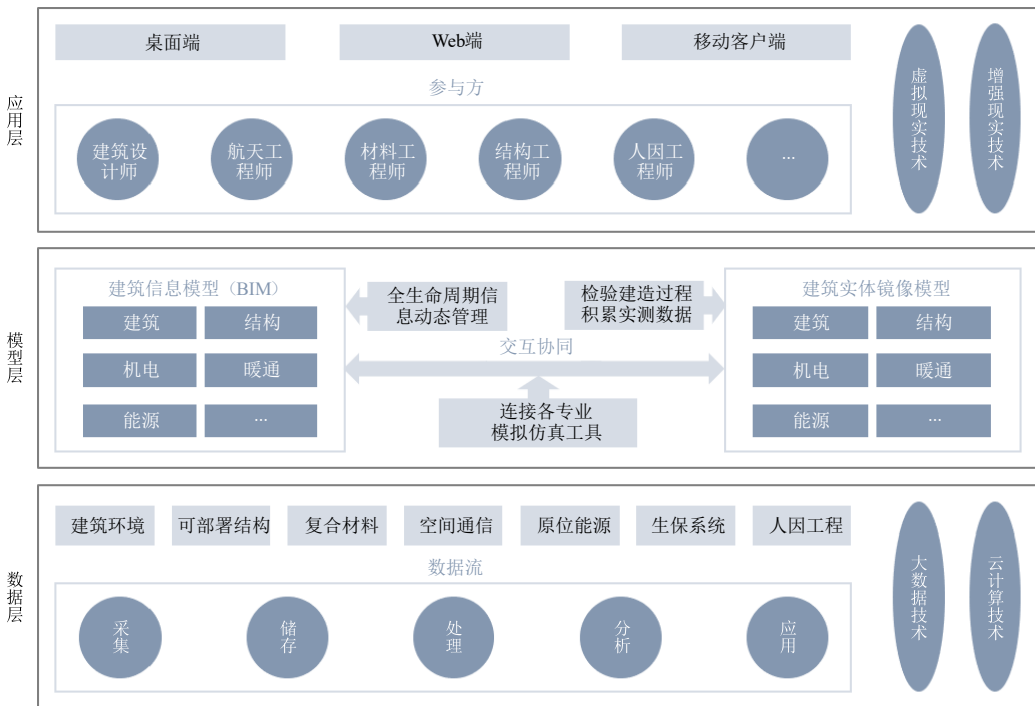 应用层
桌面端
Web端
移动客户端
参与方
建筑设
计师
航天工
程师
材料工
程师
结构工
程师
人因工
程师
...
虚拟现实技术
增强现实技术
模型层
建筑信息模型（BIM）
建筑
结构
机电
暖通
能源
...
全生命周期信
息动态管理
检验建造过程
积累实测数据
交互协同
连接各专业
模拟仿真工具
建筑实体镜像模型
建筑
结构
机电
暖通
能源
...
数据层
建筑环境
可部署结构
复合材料
空间通信
原位能源
生保系统
人因工程
数据流
采集
储存
处理
分析
应用
大数据技术
云计算技术